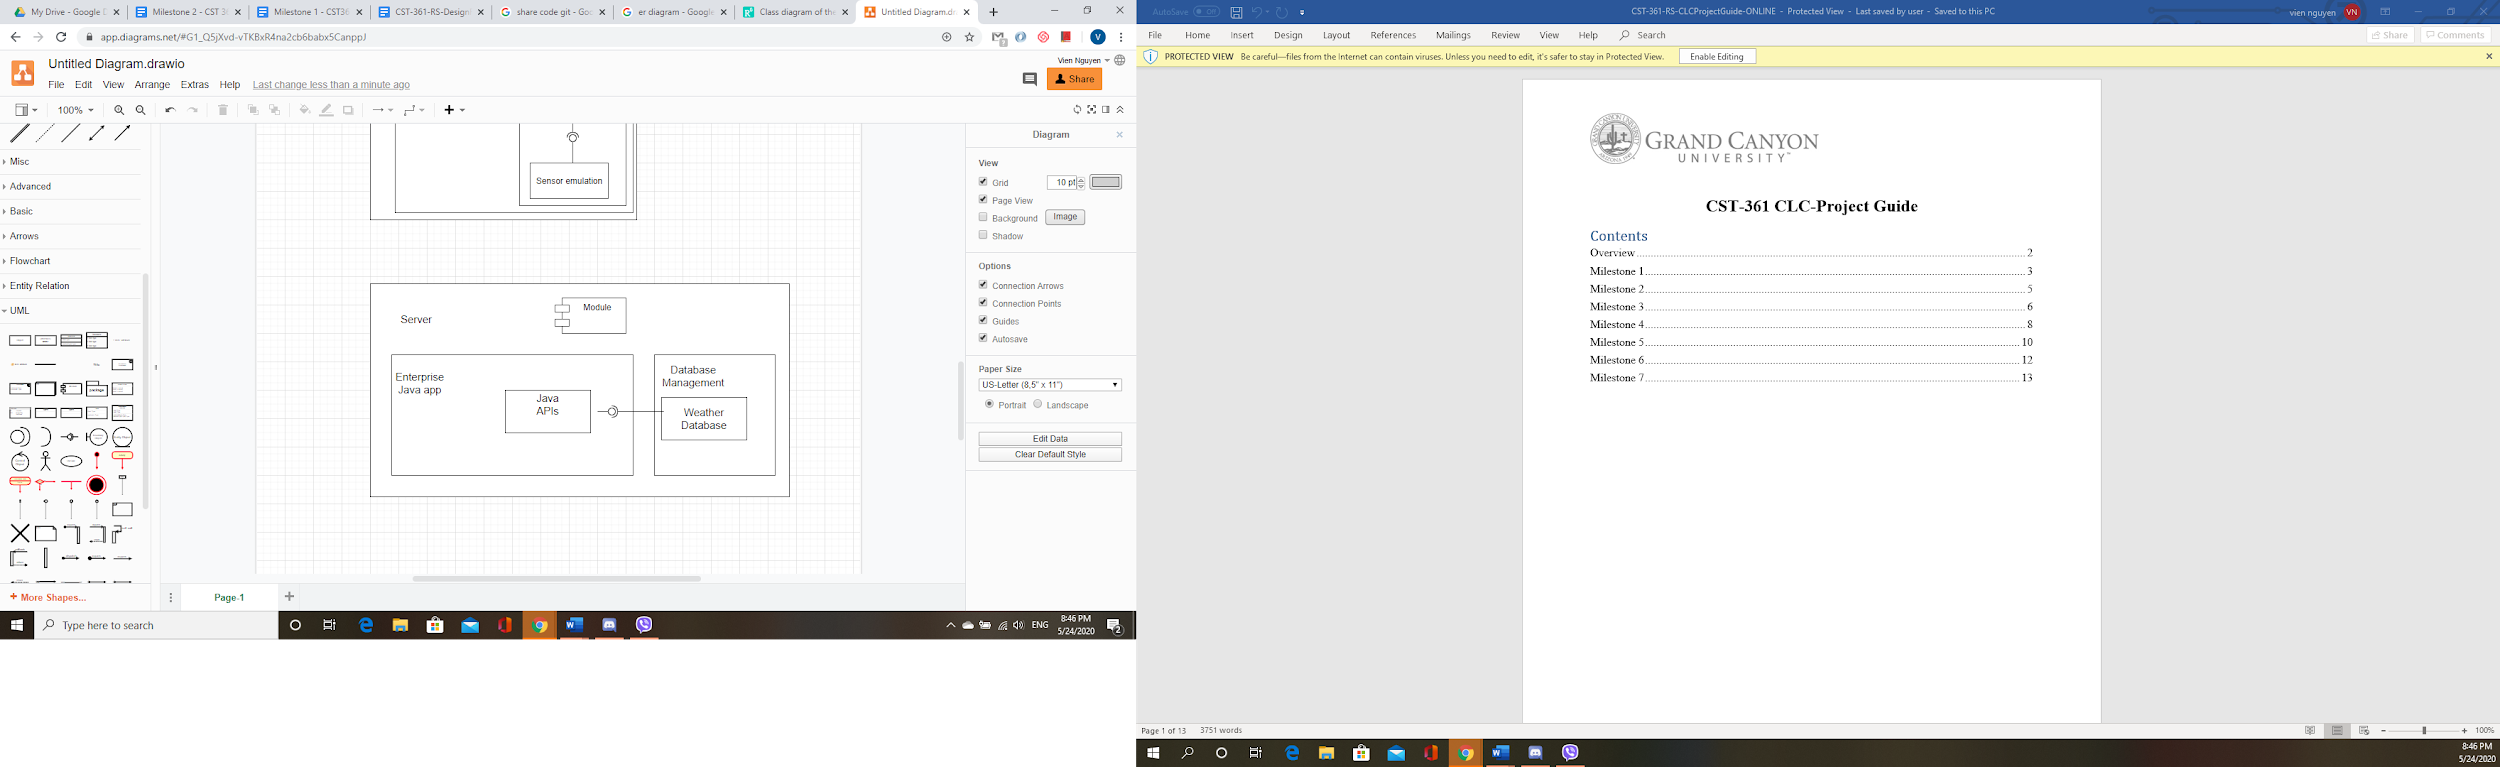 My Drive - Google D
Milestone 2 - CST 3
Milestone 1 - CST36
CST-361-RS-Design
share code git - Goo
er diagram - Google
Class diagram of the
Untitled Diagram.dr
app.diagrams.net/#G1_Q5jXvd-vTKBxR4na2cb6babx5CanppJ
V
Untitled Diagram.drawio
Vien Nguyen
File Edit View Arrange Extras Help Last change less than a minute ago
Share
100%
Misc
Advanced
Basic
Arrows
Flowchart
Entity Relation
UML
+ More Shapes...
Sensor emulation
Server
Module
Enterprise
Java app
Java
APIs
Database
Management
Weather
Database
Page-1
Diagram
View
Grid 10 pt
Page View
Background Image
Shadow
Options
Connection Arrows
Connection Points
Guides
Autosave
Paper Size
US-Letter (8,5" x 11")
Portrait Landscape
Edit Data
Clear Default Style
Type here to search
ENG
8:46 PM
5/24/2020
2
AutoSave Off
CST-361-RS-CLCProjectGuide-ONLINE - Protected View - Last saved by user - Saved to this PC
vien nguyen VN
File Home Insert Design Layout References Mailings Review View Help Search
Share Comments
PROTECTED VIEW Be careful—files from the Internet can contain viruses. Unless you need to edit, it's safer to stay in Protected View. Enable Editing
GRAND CANYON
UNIVERSITY™
CST-361 CLC-Project Guide
Contents
Overview 2
Milestone 1 3
Milestone 2 5
Milestone 3 6
Milestone 4 8
Milestone 5 10
Milestone 6 12
Milestone 7 13
Page 1 of 13 3751 words
100%
8:46 PM
5/24/2020